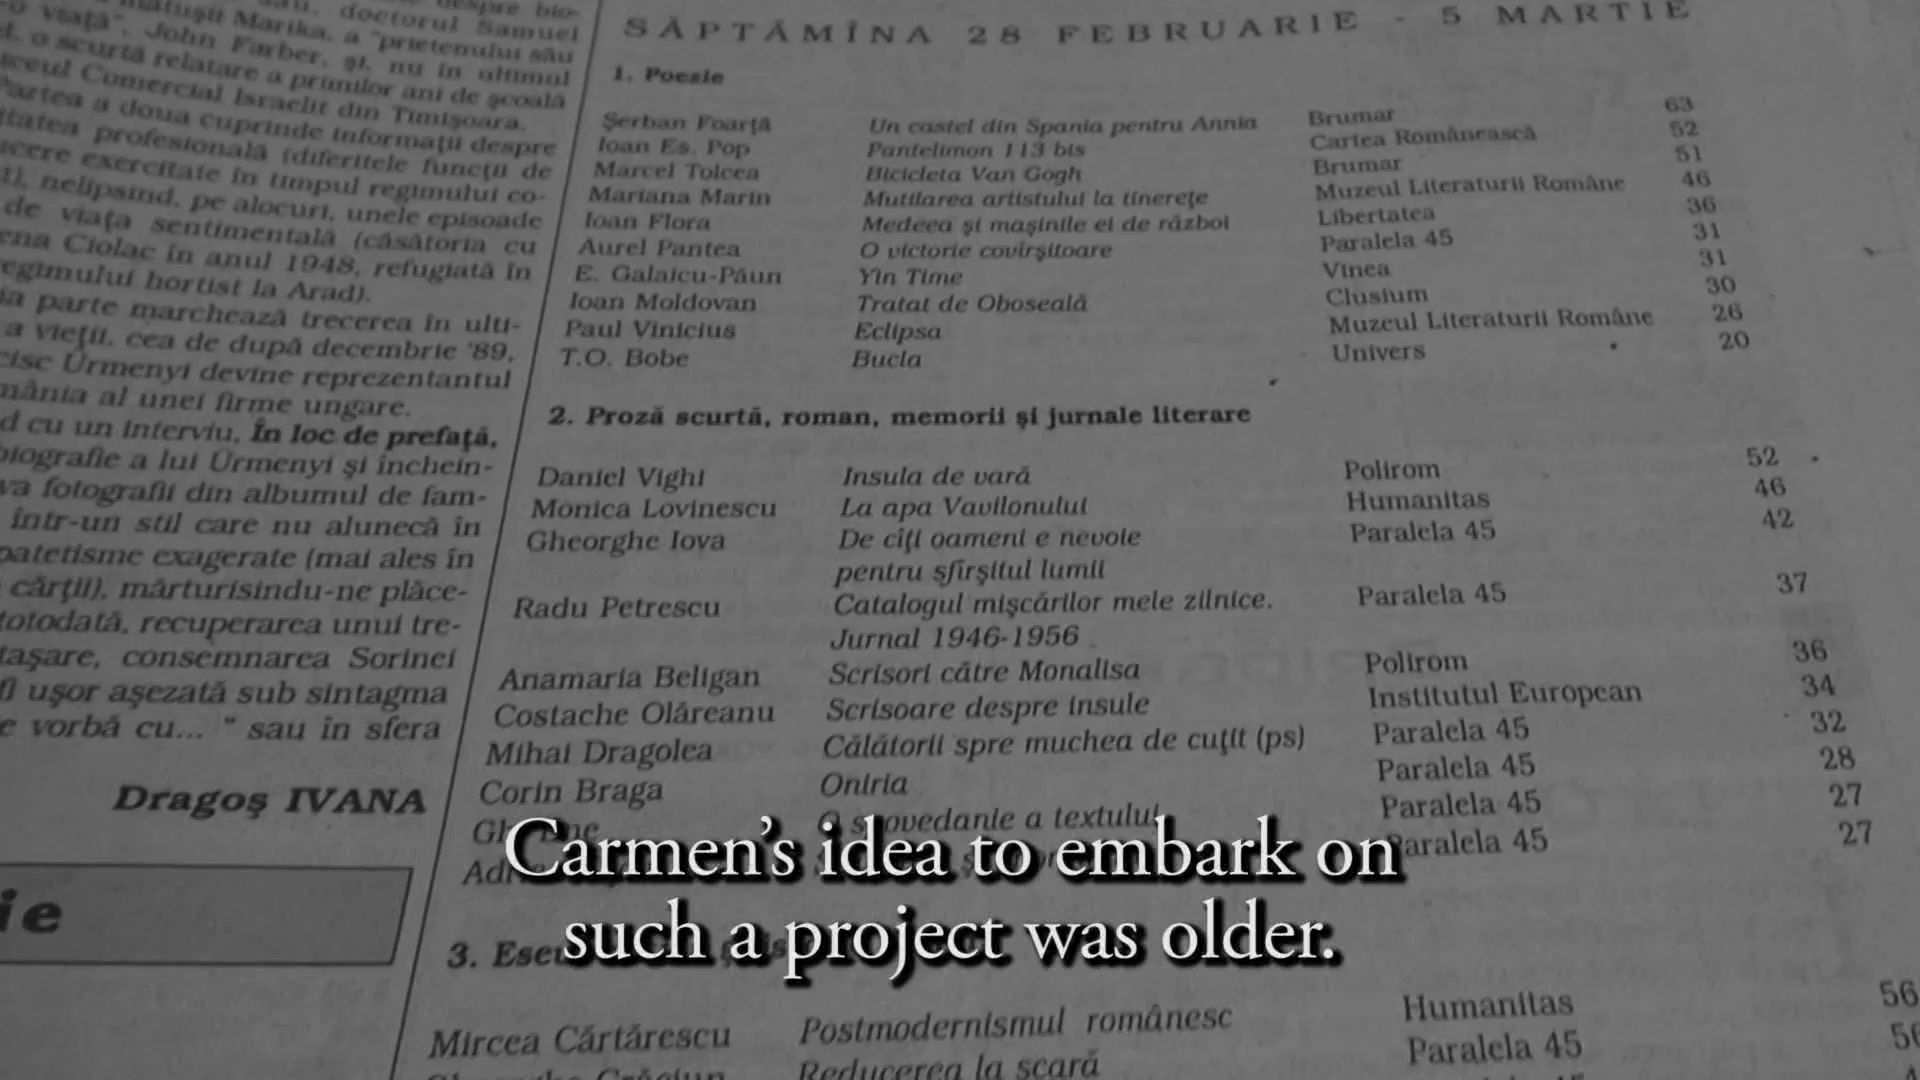 despre bio-
doctorul Samuel
mătuşii Marika, a "prietenului său
viaţă", John Farber, şi, nu în ultimul
o scurtă relatare a primilor ani de şcoală
Comercial Israelit din Timişoara.
Partea a doua cuprinde informaţii despre
profesională (diferitele funcţii de
exercitate în timpul regimului co-
nelipsind, pe alocuri, unele episoade
de viaţa sentimentală (căsătoria cu
Ciolac în anul 1948, refugiată în
regimului hortist la Arad).
parte marchează trecerea în ulti-
a vieţii, cea de după decembrie '89,
Ürmenyi devine reprezentantul
al unei firme ungare.
cu un interviu, În loc de prefaţă,
biografie a lui Ürmenyi şi închein-
fotografii din albumul de fam-
într-un stil care nu alunecă în
patetisme exagerate (mai ales în
cărţii), mărturisindu-ne plăce-
totodată, recuperarea unui tre-
consemnarea Sorinei
fi uşor aşezată sub sintagma
vorbă cu... " sau în sfera
Dragoş IVANA
ie
SĂPTĂMÎNA 28 FEBRUARIE - 5 MARTIE
1. Poezie
Şerban Foarţă Un castel din Spania pentru Annia Brumar 63
Ioan Es. Pop Pantelimon 113 bis Cartea Românească 52
Marcel Tolcea Bicicleta Van Gogh Brumar 51
Mariana Marin Mutilarea artistului la tinereţe Muzeul Literaturii Române 46
Ioan Flora Medeea şi maşinile ei de război Libertatea 36
Aurel Pantea O victorie covîrşitoare Paralela 45 31
E. Galaicu-Păun Yin Time Vinea 31
Ioan Moldovan Tratat de Oboseală Clusium 30
Paul Vinicius Eclipsa Muzeul Literaturii Române 26
T.O. Bobe Bucla Univers 20
2. Proză scurtă, roman, memorii şi jurnale literare
Daniel Vighi Insula de vară Polirom 52
Monica Lovinescu La apa Vavilonului Humanitas 46
Gheorghe Iova De cîţi oameni e nevoie Paralela 45 42
pentru sfîrşitul lumii
Radu Petrescu Catalogul mişcărilor mele zilnice. Paralela 45 37
Jurnal 1946-1956
Anamaria Beligan Scrisori către Monalisa Polirom 36
Costache Olăreanu Scrisoare despre insule Institutul European 34
Mihai Dragolea Călătorii spre muchea de cuţit (ps) Paralela 45 32
Corin Braga Oniria Paralela 45 28
a textului Paralela 45 27
Paralela 45 27
Carmen's idea to embark on
such a project was older.
3.
Mircea Cărtărescu Postmodernismul românesc Humanitas 56
Reducerea la scară Paralela 45